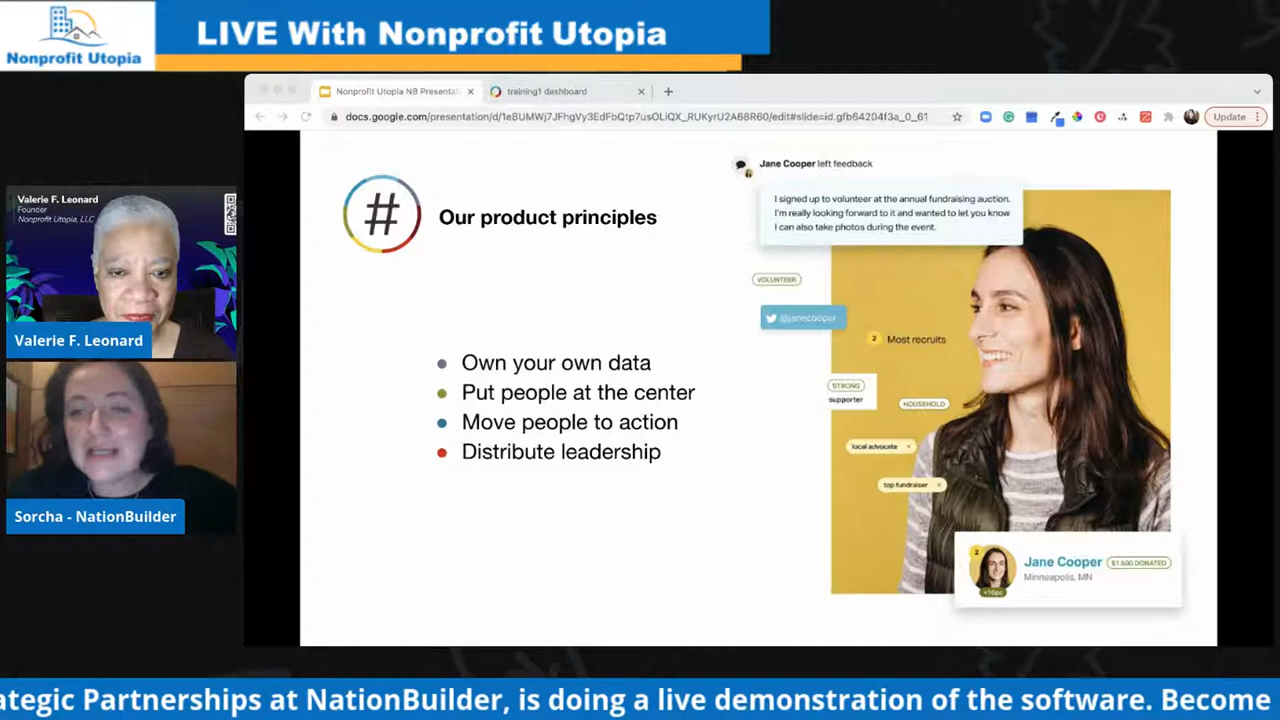 LIVE With Nonprofit Utopia
Nonprofit Utopia
Nonprofit Utopia NB Presentat
training1 dashboard
docs.google.com/presentation/d/1eBUMWj7JFhgVy3EdFbQtp7usOLiQX_RUKyrU2A68R60/edit#slide=id.gfb64204f3a_0_61
Update
Valerie F. Leonard
Founder
Nonprofit Utopia, LLC
Valerie F. Leonard
Sorcha - NationBuilder
#
Our product principles
Own your own data
Put people at the center
Move people to action
Distribute leadership
Jane Cooper left feedback
I signed up to volunteer at the annual fundraising auction.
I'm really looking forward to it and wanted to let you know
I can also take photos during the event.
VOLUNTEER
@janecooper
2 Most recruits
STRONG
supporter
HOUSEHOLD
local advocate ×
top fundraiser ×
2
Jane Cooper $1,500 DONATED
Minneapolis, MN
+10pc
ategic Partnerships at NationBuilder, is doing a live demonstration of the software. Become